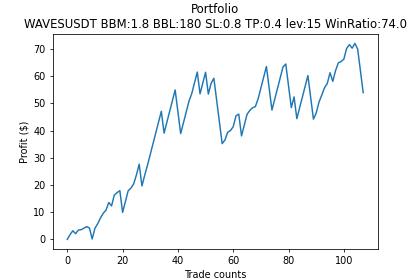 Portfolio
WAVESUSDT BBM:1.8 BBL:180 SL:0.8 TP:0.4 lev:15 WinRatio:74.0
Profit ($)
70
60
50
40
30
20
10
0
0 20 40 60 80 100
Trade counts